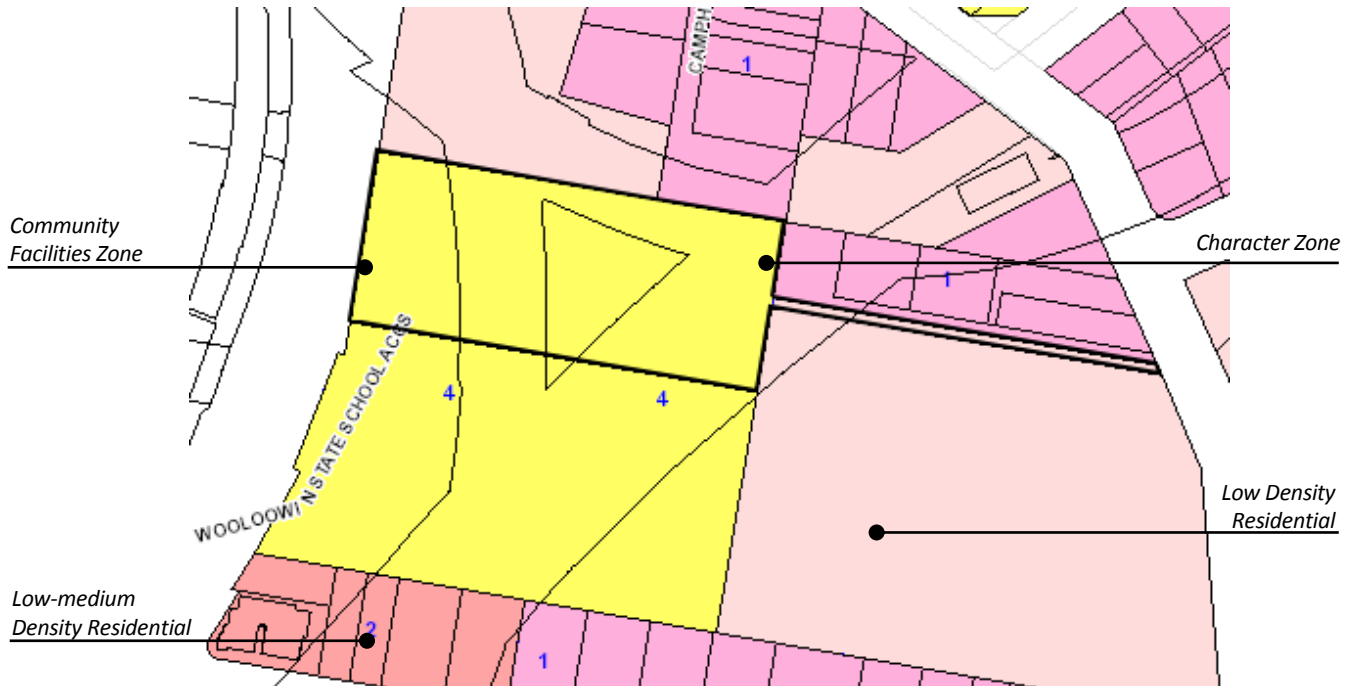 CAMPH
1
Community
Facilities Zone
Character Zone
1
WOOLOOWIN STATE SCHOOL ACCS
4
4
Low Density
Residential
Low-medium
Density Residential
2
1